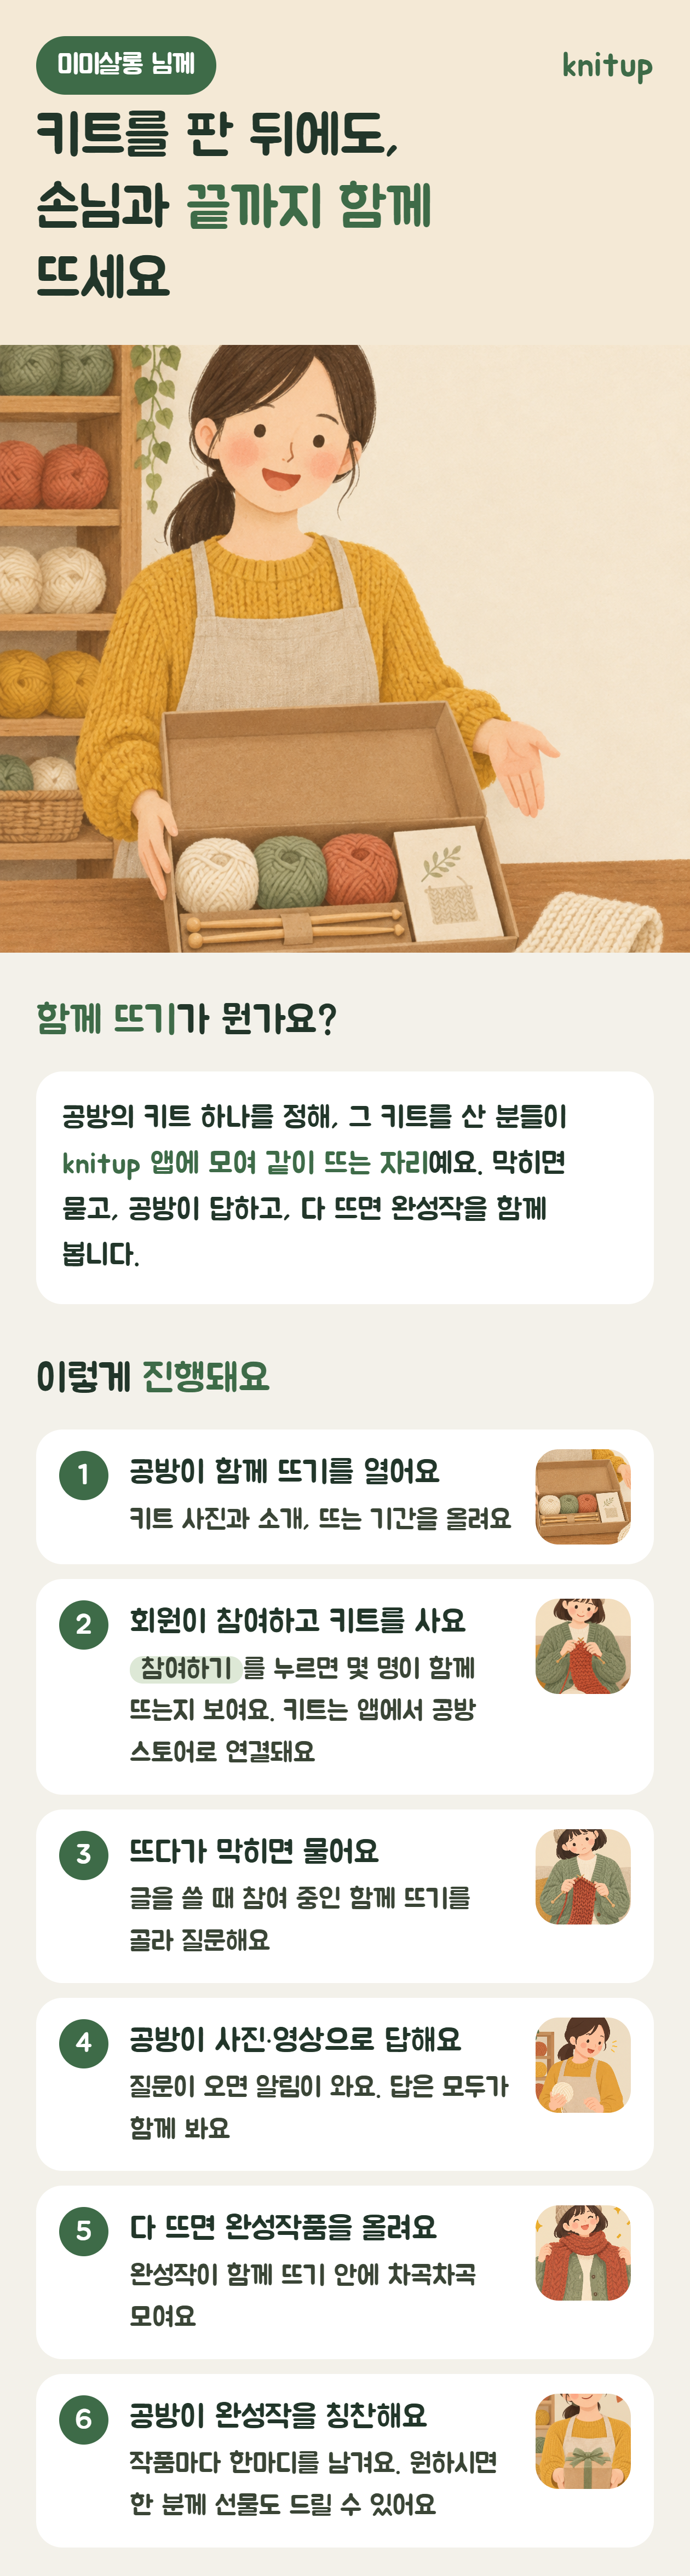 미미살롱 님께
knitup
키트를 판 뒤에도,
손님과 끝까지 함께
뜨세요
함께 뜨기가 뭔가요?
공방의 키트 하나를 정해, 그 키트를 산 분들이
knitup 앱에 모여 같이 뜨는 자리예요. 막히면
묻고, 공방이 답하고, 다 뜨면 완성작을 함께
봅니다.
이렇게 진행돼요
1
공방이 함께 뜨기를 열어요
키트 사진과 소개, 뜨는 기간을 올려요
2
회원이 참여하고 키트를 사요
참여하기 를 누르면 몇 명이 함께
뜨는지 보여요. 키트는 앱에서 공방
스토어로 연결돼요
3
뜨다가 막히면 물어요
글을 쓸 때 참여 중인 함께 뜨기를
골라 질문해요
4
공방이 사진·영상으로 답해요
질문이 오면 알림이 와요. 답은 모두가
함께 봐요
5
다 뜨면 완성작품을 올려요
완성작이 함께 뜨기 안에 차곡차곡
모여요
6
공방이 완성작을 칭찬해요
작품마다 한마디를 남겨요. 원하시면
한 분께 선물도 드릴 수 있어요